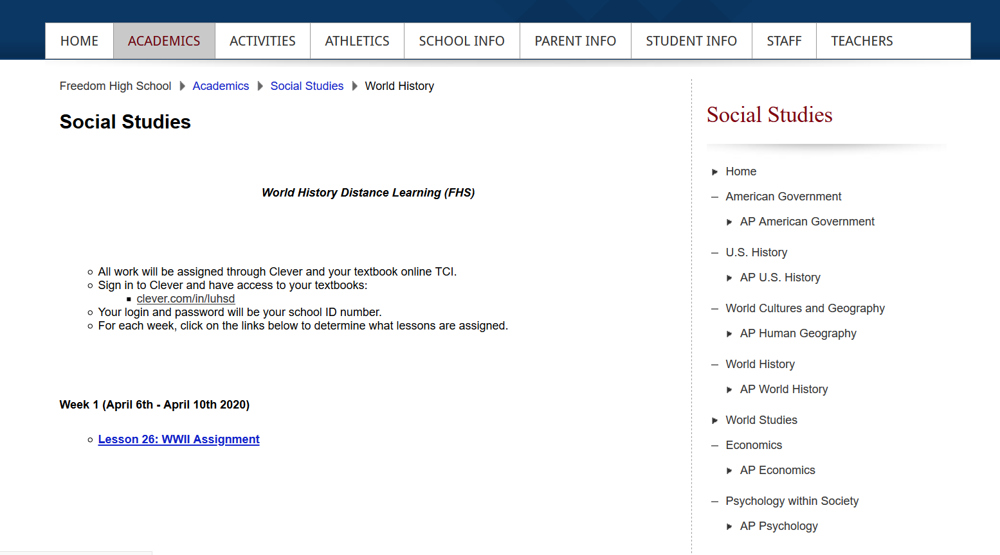 HOME ACADEMICS ACTIVITIES ATHLETICS SCHOOL INFO PARENT INFO STUDENT INFO STAFF TEACHERS
Freedom High School Academics Social Studies World History
Social Studies
World History Distance Learning (FHS)
All work will be assigned through Clever and your textbook online TCI.
Sign in to Clever and have access to your textbooks:
clever.com/in/luhsd
Your login and password will be your school ID number.
For each week, click on the links below to determine what lessons are assigned.
Week 1 (April 6th - April 10th 2020)
Lesson 26: WWII Assignment
Social Studies
Home
American Government
AP American Government
U.S. History
AP U.S. History
World Cultures and Geography
AP Human Geography
World History
AP World History
World Studies
Economics
AP Economics
Psychology within Society
AP Psychology